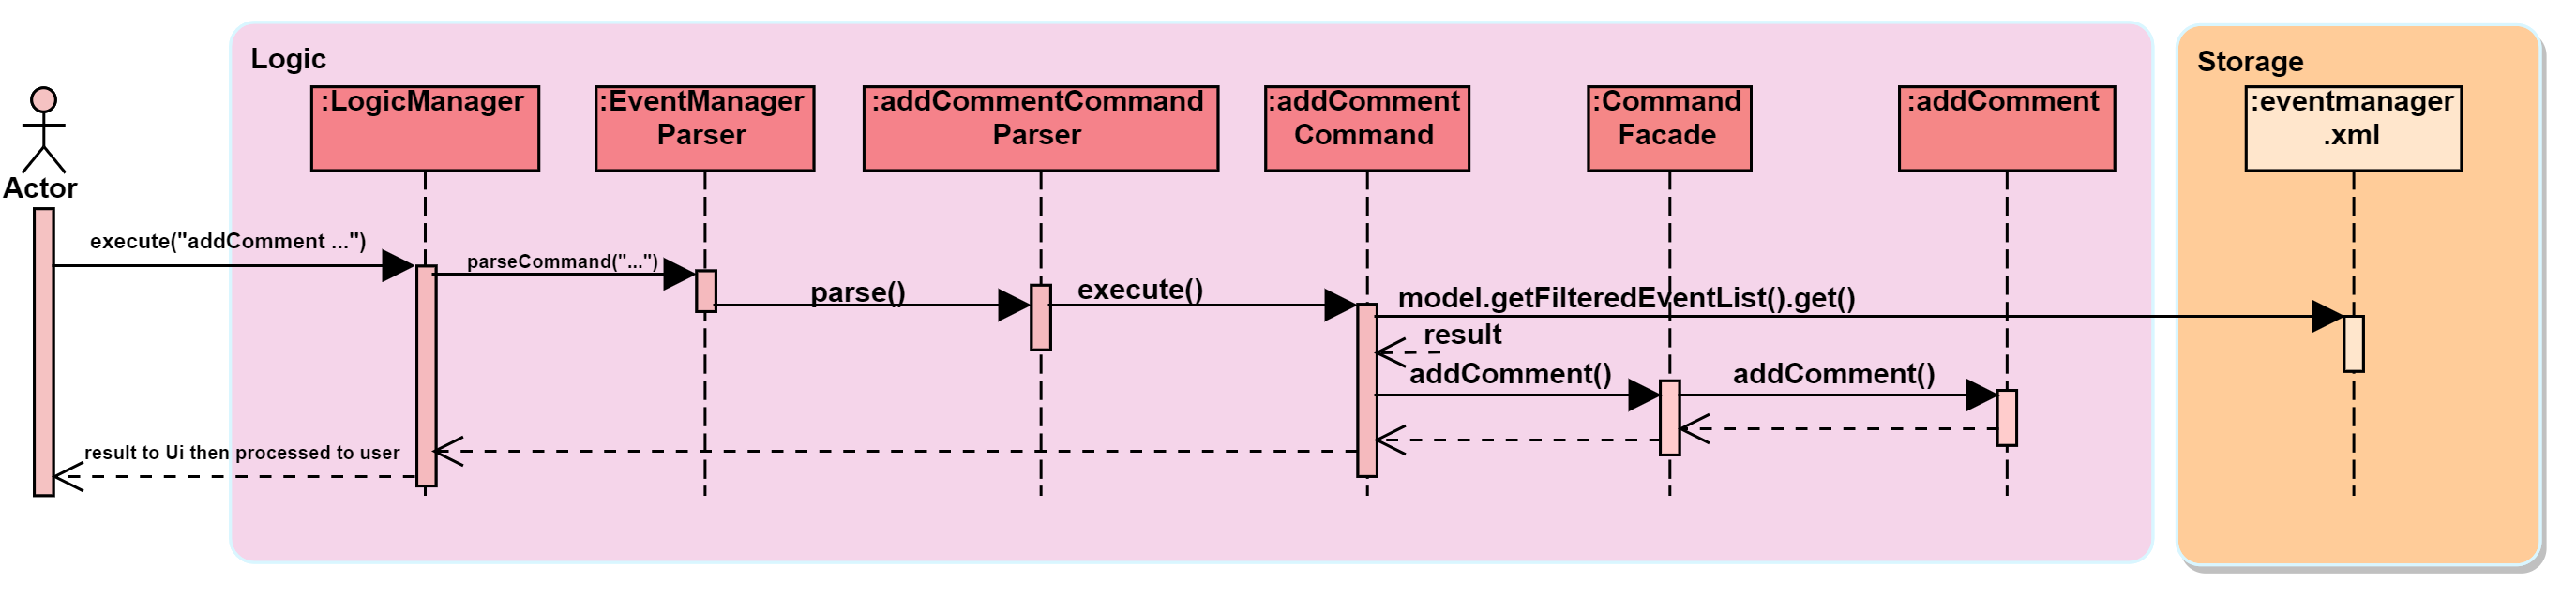 Logic
Storage
:LogicManager
:EventManager
Parser
:addCommentCommand
Parser
:addComment
Command
:Command
Facade
:addComment
:eventmanager
.xml
Actor
execute("addComment ...")
parseCommand("...")
parse()
execute()
model.getFilteredEventList().get()
result
addComment()
addComment()
result to Ui then processed to user